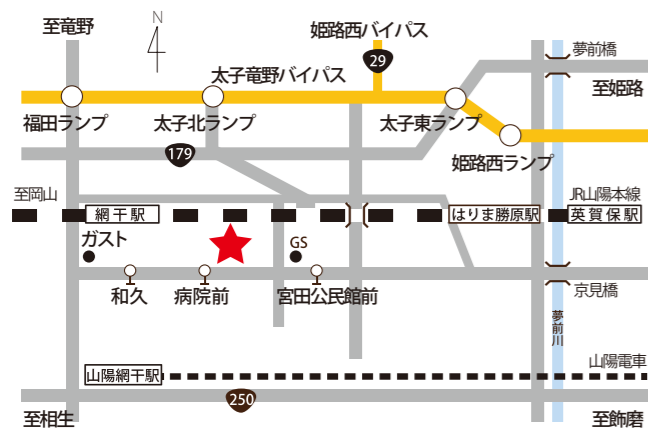 至竜野
N
姫路西バイパス
29
夢前橋
太子竜野バイパス
至姫路
福田ランプ
太子北ランプ
太子東ランプ
姫路西ランプ
179
至岡山
JR山陽本線
網干駅
はりま勝原駅
英賀保駅
ガスト
GS
和久
病院前
宮田公民館前
京見橋
夢前川
山陽電車
山陽網干駅
250
至相生
至飾磨